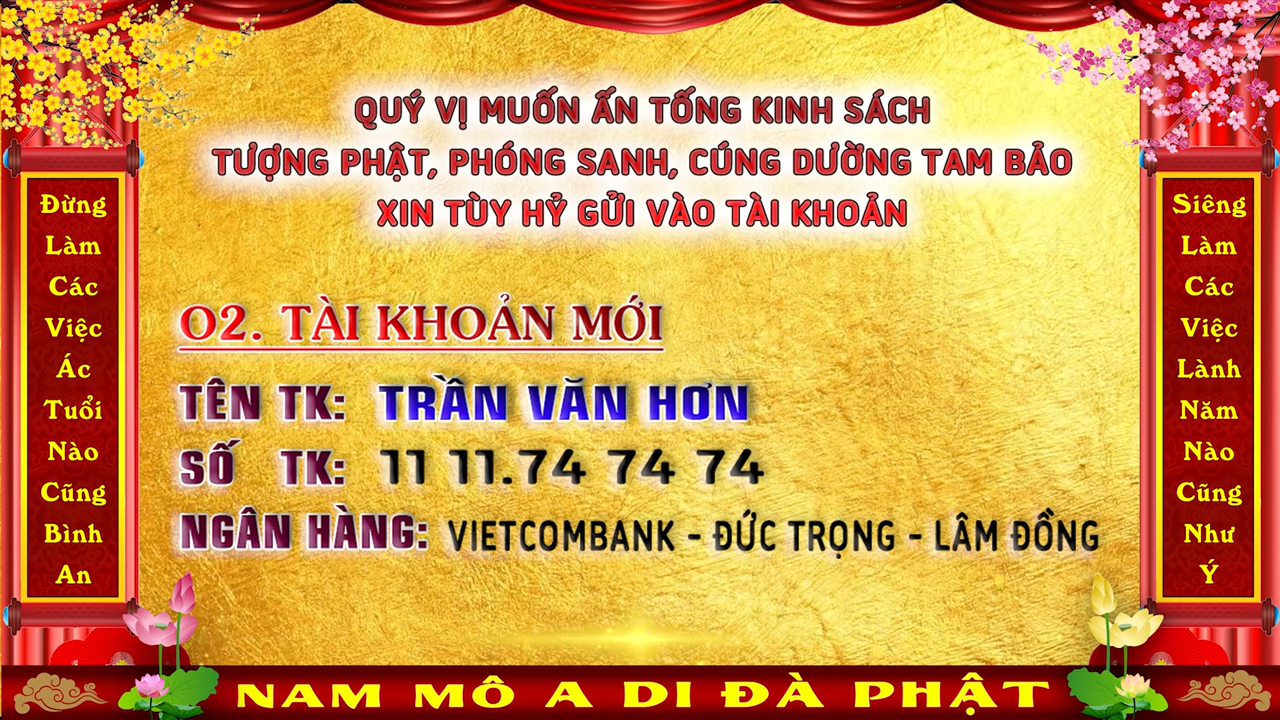 QUÝ VỊ MUỐN ẤN TỐNG KINH SÁCH
TƯỢNG PHẬT, PHÓNG SANH, CÚNG DƯỜNG TAM BẢO
XIN TÙY HỶ GỬI VÀO TÀI KHOẢN
Đừng
Làm
Các
Việc
Ác
Tuổi
Nào
Cũng
Bình
An
02. TÀI KHOẢN MỚI
TÊN TK: TRẦN VĂN HƠN
SỐ TK: 11 11.74 74 74
NGÂN HÀNG: VIETCOMBANK - ĐỨC TRỌNG - LÂM ĐỒNG
Siêng
Làm
Các
Việc
Lành
Năm
Nào
Cũng
Như
Ý
NAM MÔ A DI ĐÀ PHẬT